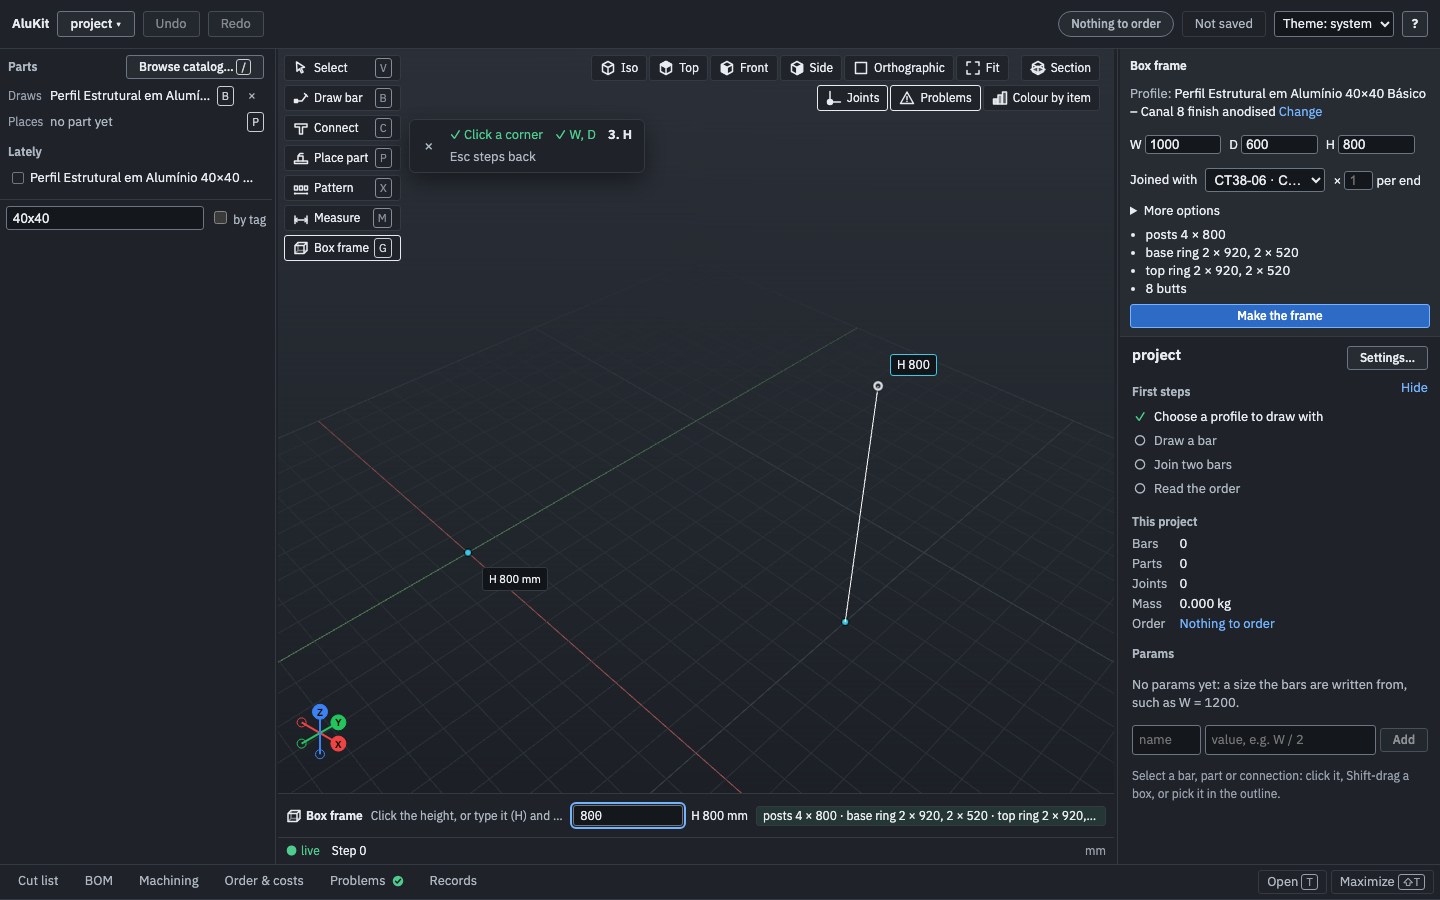 AluKit project ▾ Undo Redo Nothing to order Not saved Theme: system ?
Parts Browse catalog... /
Draws Perfil Estrutural em Alumí... B ×
Places no part yet P
Lately
Perfil Estrutural em Alumínio 40×40 ...
40x40 by tag
Select V
Draw bar B
Connect C
Place part P
Pattern X
Measure M
Box frame G
Iso Top Front Side Orthographic Fit Section
Joints Problems Colour by item
× ✓ Click a corner ✓ W, D 3. H
Esc steps back
H 800
H 800 mm
Z
Y
X
Box frame Click the height, or type it (H) and ... 800 H 800 mm posts 4 × 800 · base ring 2 × 920, 2 × 520 · top ring 2 × 920,...
live Step 0 mm
Box frame
Profile: Perfil Estrutural em Alumínio 40×40 Básico
– Canal 8 finish anodised Change
W 1000 D 600 H 800
Joined with CT38-06 · C... × 1 per end
▶ More options
• posts 4 × 800
• base ring 2 × 920, 2 × 520
• top ring 2 × 920, 2 × 520
• 8 butts
Make the frame
project Settings...
First steps Hide
Choose a profile to draw with
Draw a bar
Join two bars
Read the order
This project
Bars 0
Parts 0
Joints 0
Mass 0.000 kg
Order Nothing to order
Params
No params yet: a size the bars are written from,
such as W = 1200.
name value, e.g. W / 2 Add
Select a bar, part or connection: click it, Shift-drag a
box, or pick it in the outline.
Cut list BOM Machining Order & costs Problems Records Open T Maximize ⇧T